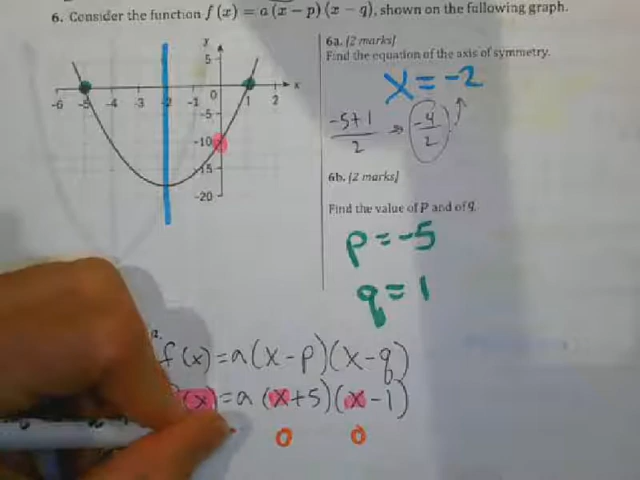 6. Consider the function f(x) = a(x − p)(x − q), shown on the following graph.
6a. [2 marks]
Find the equation of the axis of symmetry.
x = -2
-5+1
2
-4
2
6b. [2 marks]
Find the value of P and of q.
p = -5
q = 1
y
5
x
-6 -5 -4 -3 -2 -1 0 1 2
-5
-10
-15
-20
f(x) = a(x-p)(x-q)
(x) = a(x+5)(x-1)
0 0